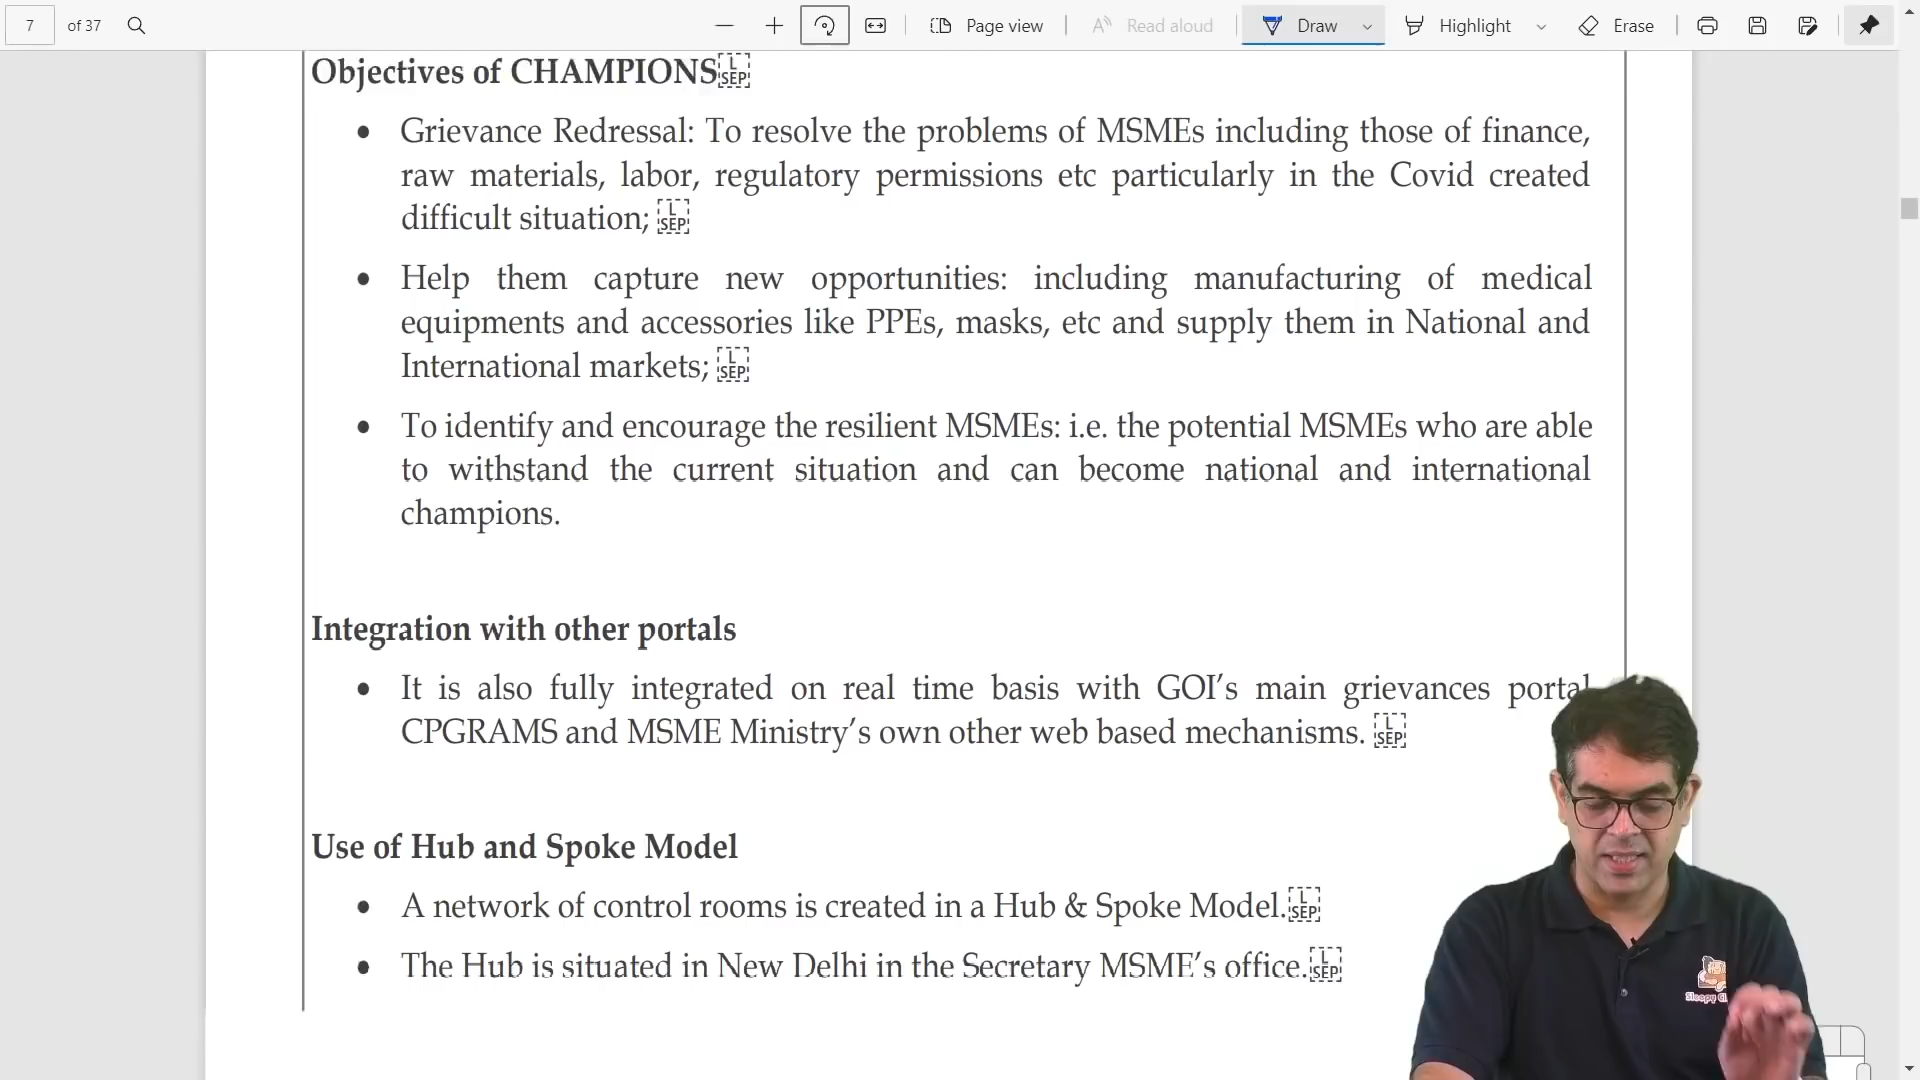 7 of 37 Page view Read aloud Draw Highlight Erase
Objectives of CHAMPIONS
L SEP
• Grievance Redressal: To resolve the problems of MSMEs including those of finance,
raw materials, labor, regulatory permissions etc particularly in the Covid created
difficult situation;
L SEP
• Help them capture new opportunities: including manufacturing of medical
equipments and accessories like PPEs, masks, etc and supply them in National and
International markets;
L SEP
• To identify and encourage the resilient MSMEs: i.e. the potential MSMEs who are able
to withstand the current situation and can become national and international
champions.
Integration with other portals
• It is also fully integrated on real time basis with GOI’s main grievances portal
CPGRAMS and MSME Ministry’s own other web based mechanisms.
L SEP
Use of Hub and Spoke Model
• A network of control rooms is created in a Hub & Spoke Model.
L SEP
• The Hub is situated in New Delhi in the Secretary MSME’s office.
L SEP
Sleepy